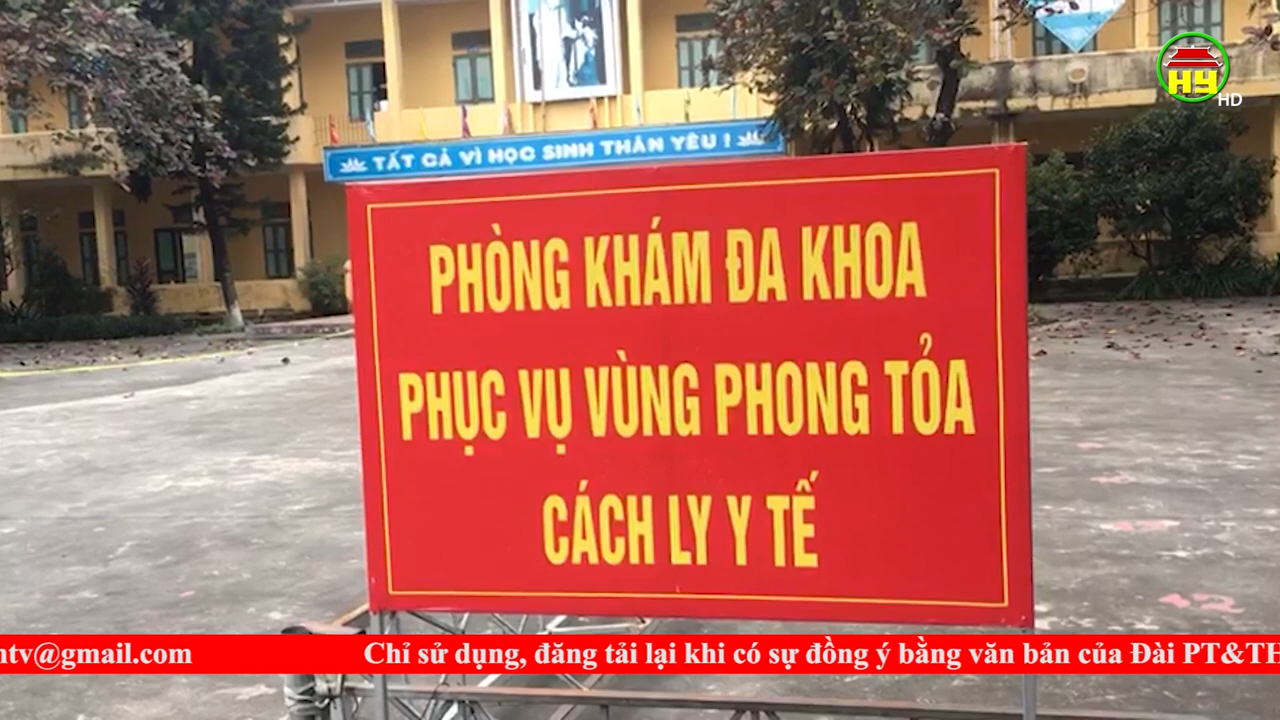 HY
HD
TẤT CẢ VÌ HỌC SINH THÂN YÊU !
PHÒNG KHÁM ĐA KHOA
PHỤC VỤ VÙNG PHONG TỎA
CÁCH LY Y TẾ
ntv@gmail.com Chỉ sử dụng, đăng tải lại khi có sự đồng ý bằng văn bản của Đài PT&TH